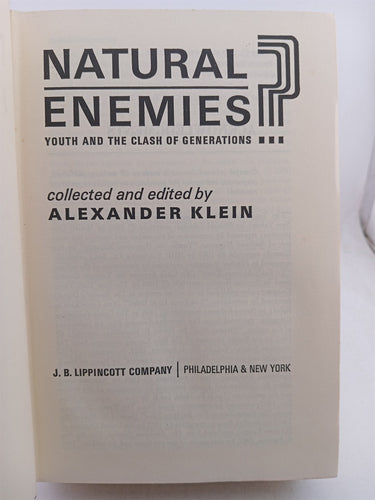 NATURAL
ENEMIES???
YOUTH AND THE CLASH OF GENERATIONS
collected and edited by
ALEXANDER KLEIN
J. B. LIPPINCOTT COMPANY | PHILADELPHIA & NEW YORK